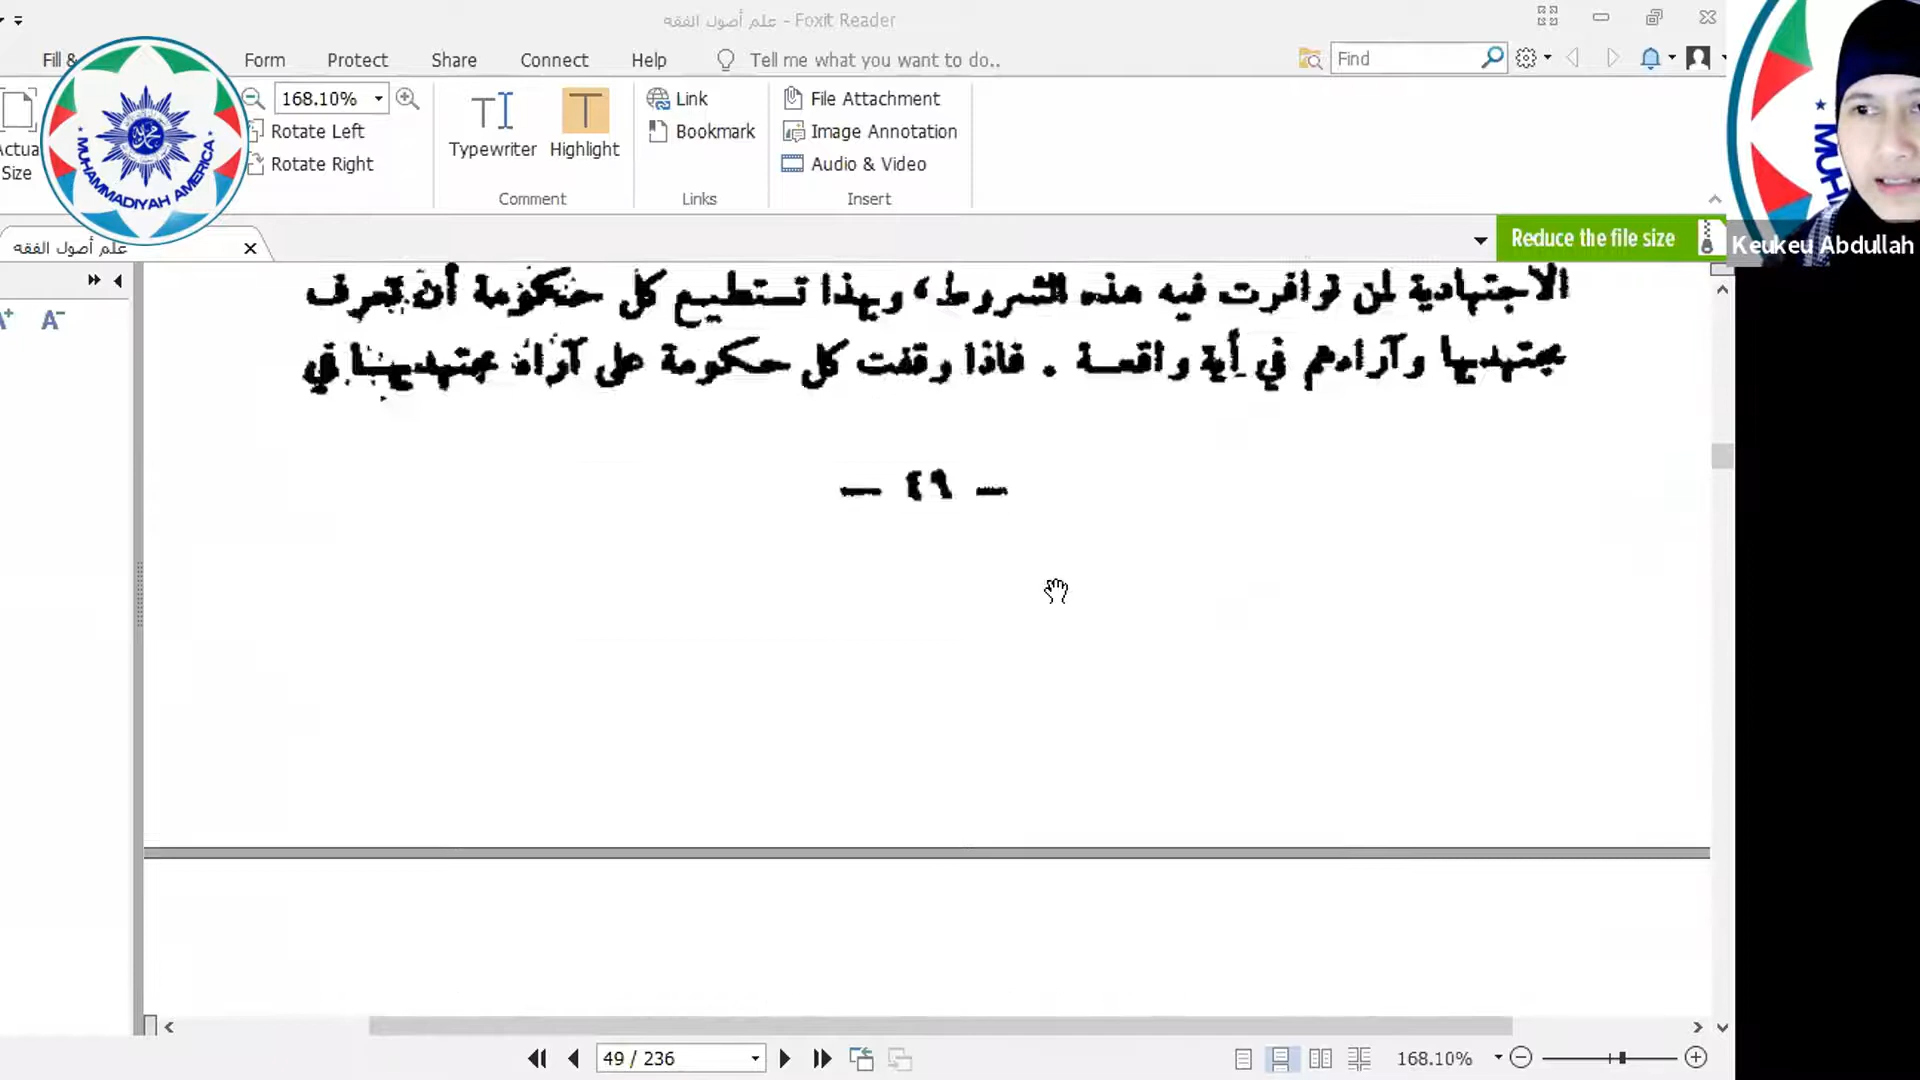 علم أصول الفقه - Foxit Reader
Fill &
Form
Protect
Share
Connect
Help
Tell me what you want to do..
Find
Actual Size
168.10%
Rotate Left
Rotate Right
Typewriter
Highlight
Comment
Link
Bookmark
Links
File Attachment
Image Annotation
Audio & Video
Insert
MUHAMMADIYAH AMERICA
محمد
MUH
Keukeu Abdullah
علم أصول الفقه
Reduce the file size
A+ A-
الاجتهادية لمن توافرت فيه هذه الشروط، وبهذا تستطيع كل حكومة أن تعرف
مجتهديها وآراءهم في أية واقعة . فاذا وقفت كل حكومة على آراء مجتهديها في
— ٤٩ —
49 / 236
168.10%